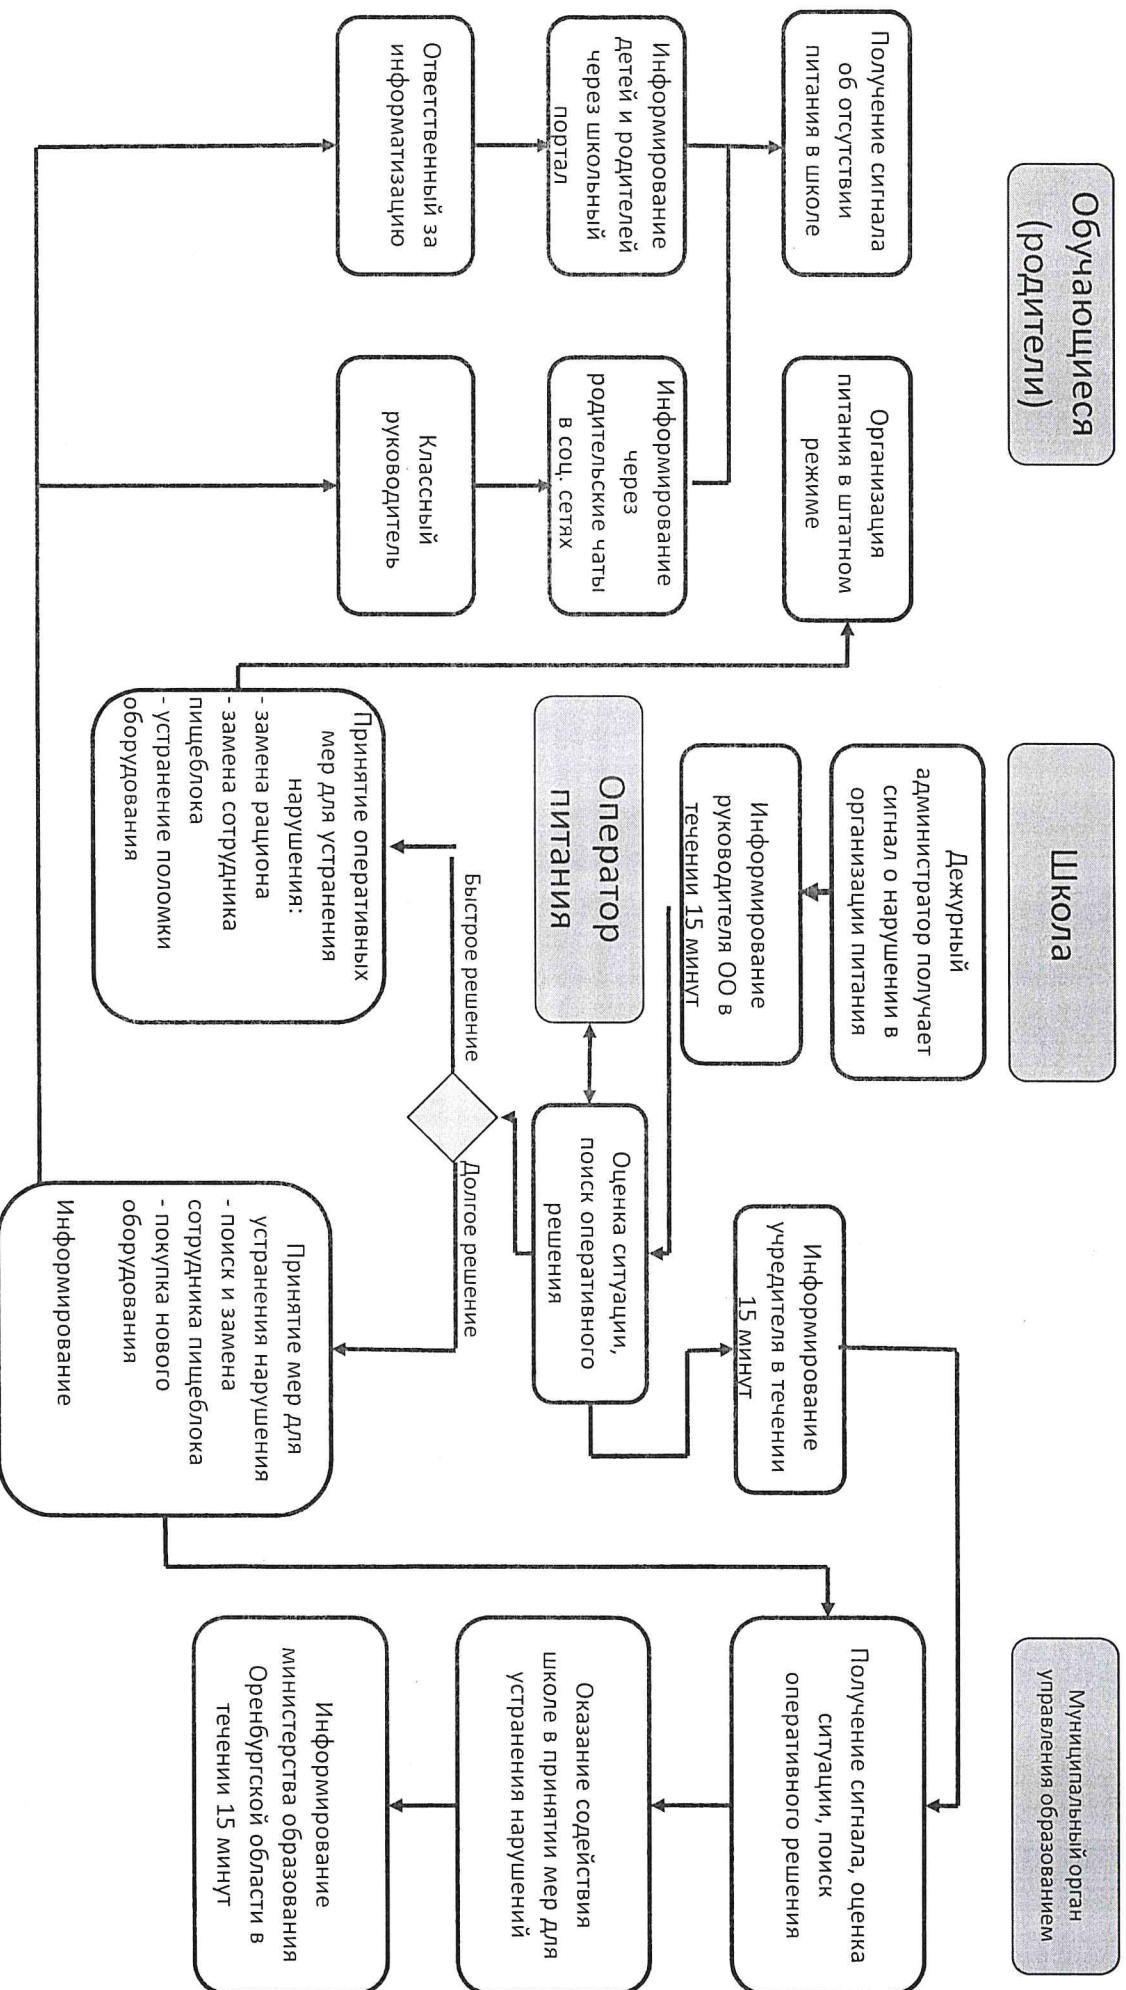 Обучающиеся
(родители)
Школа
Муниципальный орган
управления образованием
Получение сигнала
об отсутствии
питания в школе
Организация
питания в штатном
режиме
Дежурный
администратор получает
сигнал о нарушении в
организации питания
Информирование
учредителя в течении
15 минут
Получение сигнала, оценка
ситуации, поиск
оперативного решения
Информирование
детей и родителей
через школьный
портал
Информирование
через
родительские чаты
в соц. сетях
Информирование
руководителя ОО в
течении 15 минут
Оператор
питания
Оценка ситуации,
поиск оперативного
решения
Оказание содействия
школе в принятии мер для
устранения нарушений
Ответственный за
информатизацию
Классный
руководитель
Быстрое решение
Долгое решение
Принятие оперативных
мер для устранения
нарушения:
- замена рациона
- замена сотрудника
пищеблока
- устранение поломки
оборудования
Принятие мер для
устранения нарушения
- поиск и замена
сотрудника пищеблока
- покупка нового
оборудования
Информирование
Информирование
министерства образования
Оренбургской области в
течении 15 минут